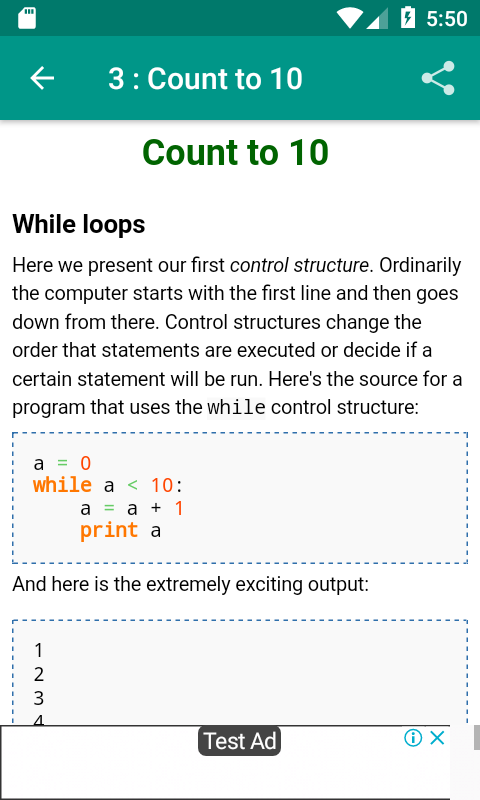 5:50
3 : Count to 10
Count to 10
While loops
Here we present our first control structure. Ordinarily
the computer starts with the first line and then goes
down from there. Control structures change the
order that statements are executed or decide if a
certain statement will be run. Here's the source for a
program that uses the while control structure:
a = 0
while a < 10:
    a = a + 1
    print a
And here is the extremely exciting output:
1
2
3
4
Test Ad